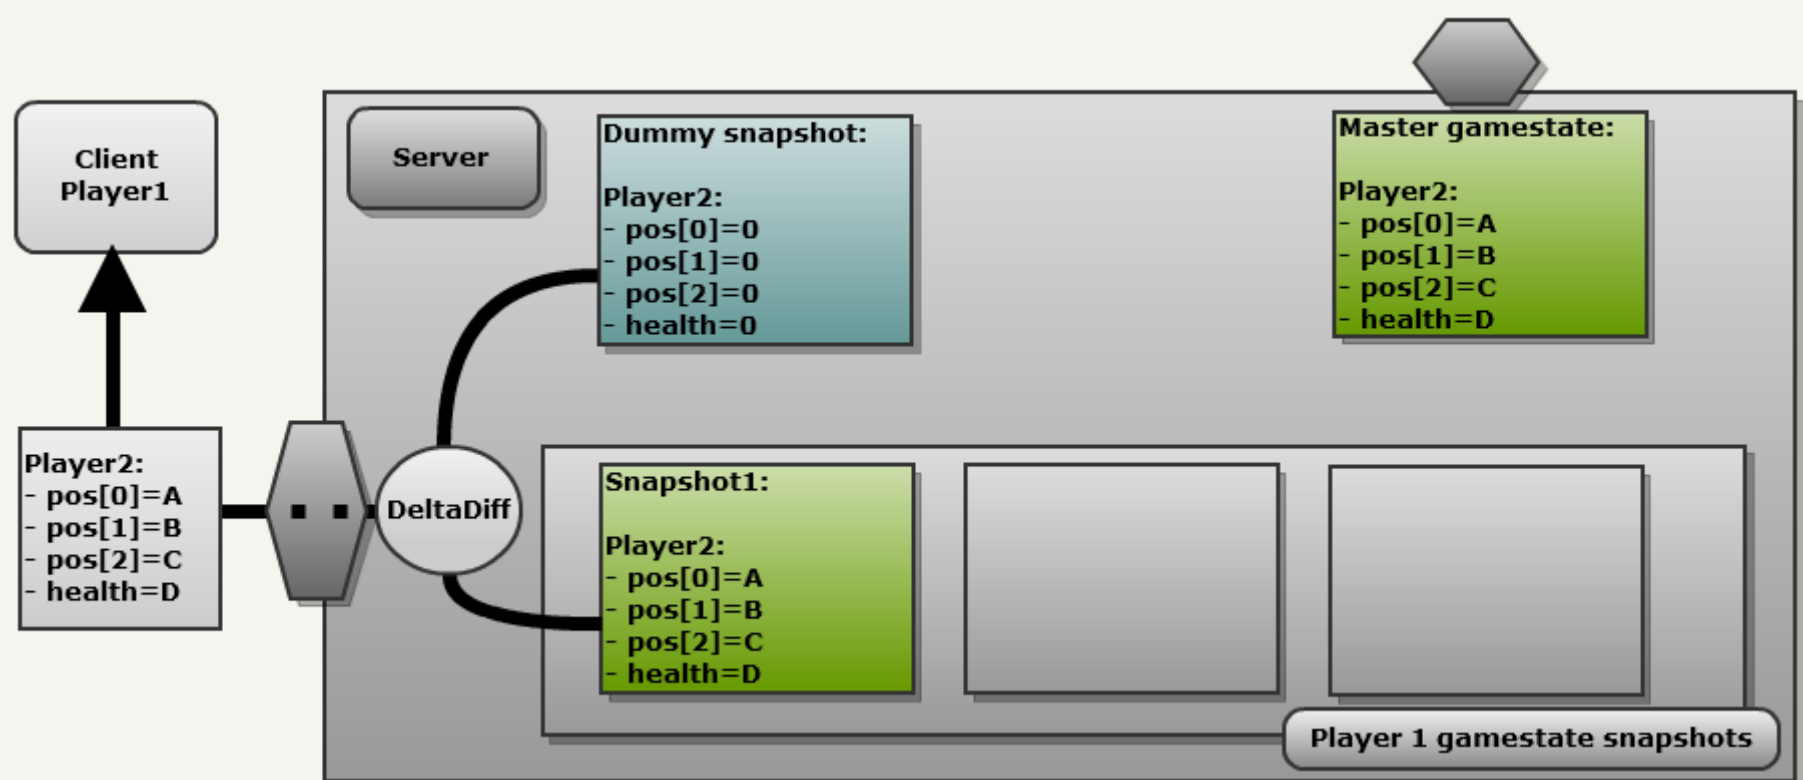 Client
Player1
Server
Dummy snapshot:
Player2:
- pos[0]=0
- pos[1]=0
- pos[2]=0
- health=0
Master gamestate:
Player2:
- pos[0]=A
- pos[1]=B
- pos[2]=C
- health=D
Player2:
- pos[0]=A
- pos[1]=B
- pos[2]=C
- health=D
DeltaDiff
Snapshot1:
Player2:
- pos[0]=A
- pos[1]=B
- pos[2]=C
- health=D
Player 1 gamestate snapshots